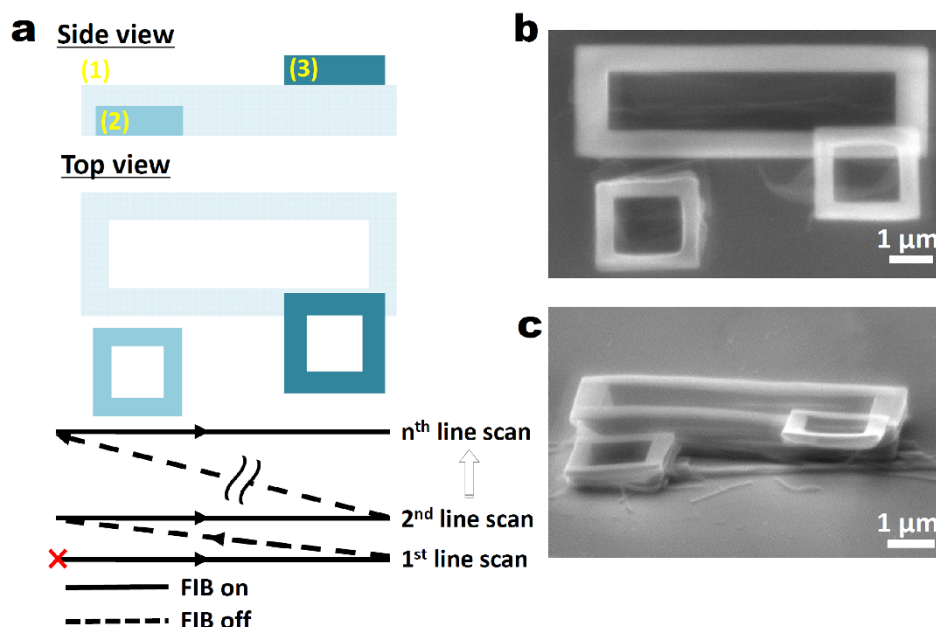 a
Side view
(1)
(3)
(2)
Top view
nᵗʰ line scan
2ⁿᵈ line scan
1ˢᵗ line scan
FIB on
FIB off
b
1 µm
c
1 µm